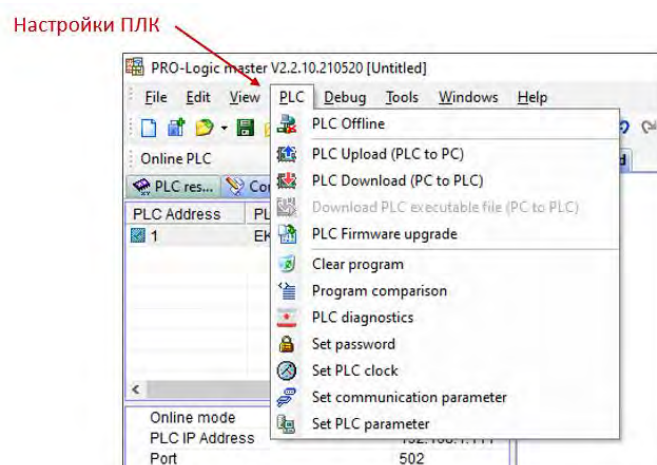 Настройки ПЛК
PRO-Logic master V2.2.10.210520 [Untitled]
File Edit View PLC Debug Tools Windows Help
PLC Offline
Online PLC
PLC Upload (PLC to PC)
PLC res...
PLC Download (PC to PLC)
Download PLC executable file (PC to PLC)
PLC Address
1
PLC Firmware upgrade
Clear program
Program comparison
PLC diagnostics
Set password
Set PLC clock
Set communication parameter
Online mode
Set PLC parameter
PLC IP Address
Port 502